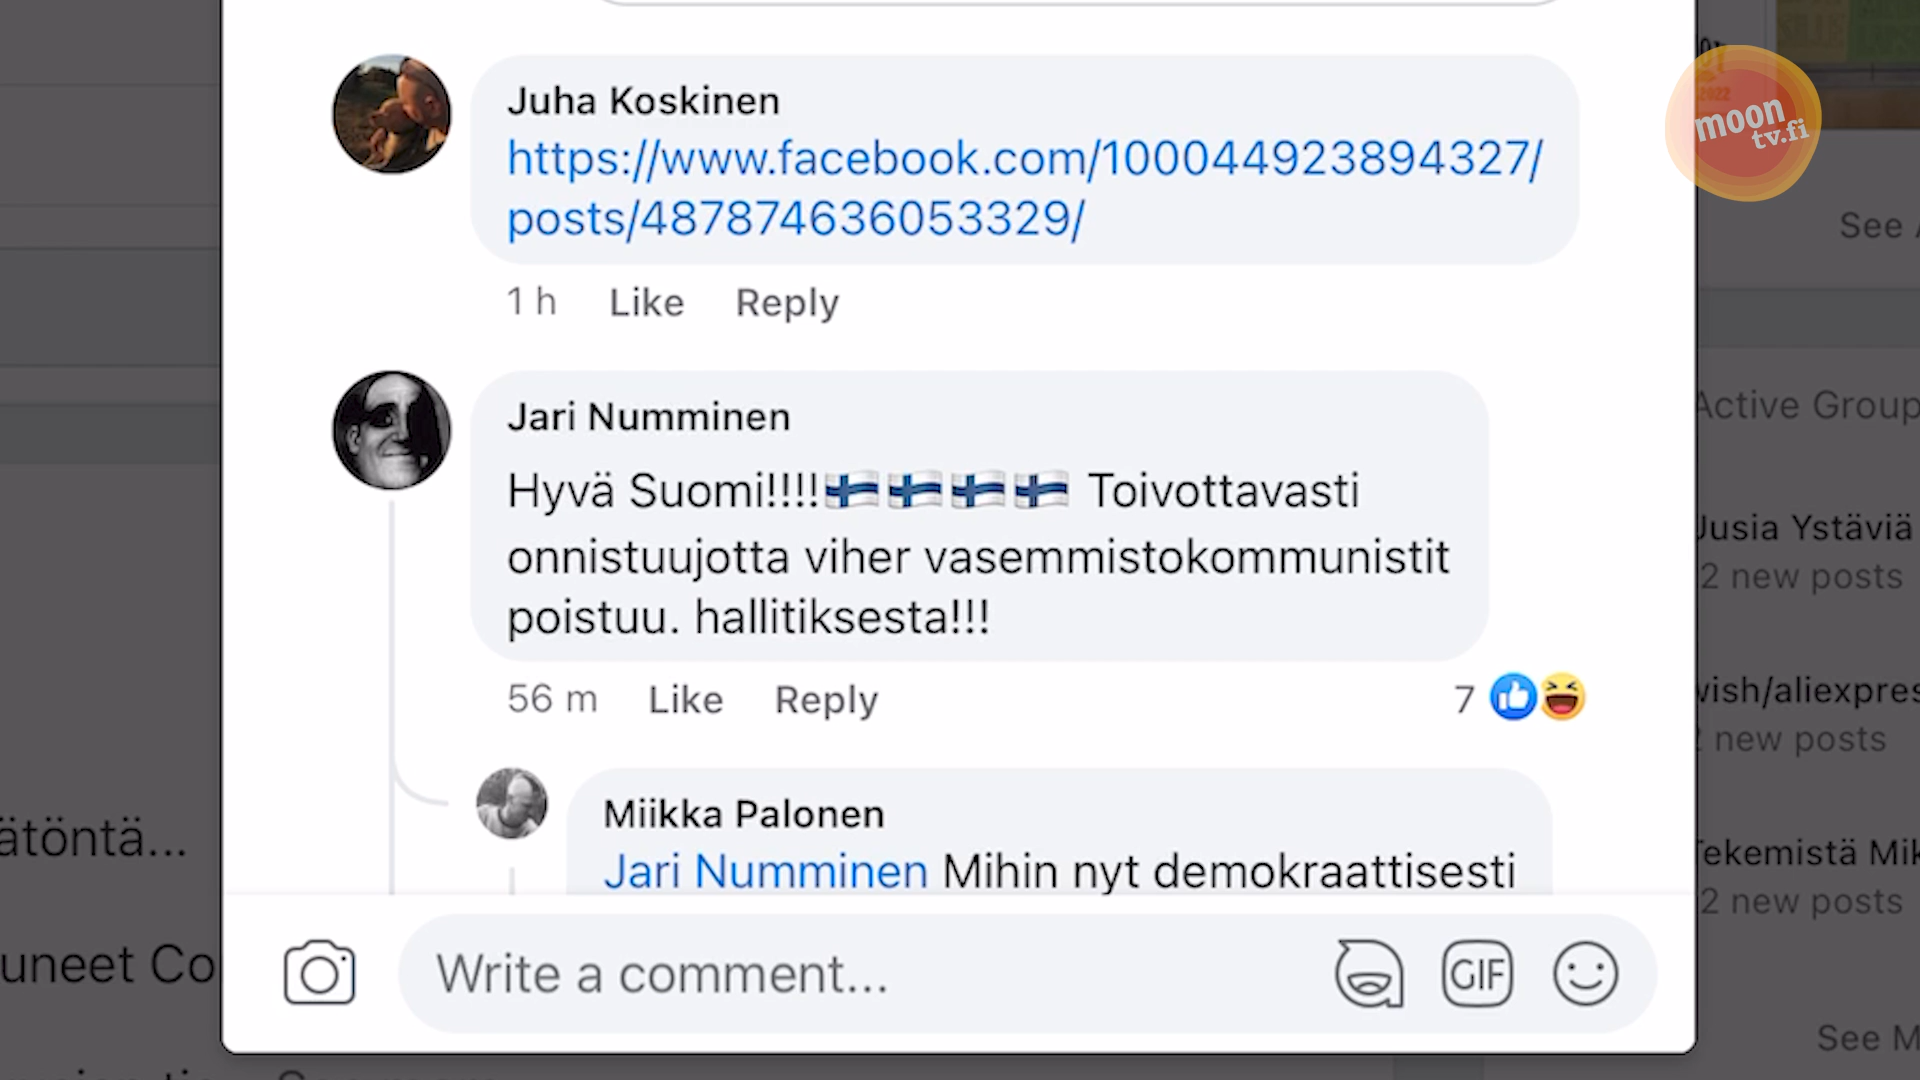 Juha Koskinen
https://www.facebook.com/100044923894327/
posts/487874636053329/
1 h Like Reply
Jari Numminen
Hyvä Suomi!!!!🇫🇮🇫🇮🇫🇮🇫🇮 Toivottavasti
onnistuujotta viher vasemmistokommunistit
poistuu. hallitiksesta!!!
56 m Like Reply 7
Miikka Palonen
Jari Numminen Mihin nyt demokraattisesti
Write a comment...
GIF
moon
tv.fi
2022
See
Active Group
Jusia Ystäviä
2 new posts
wish/aliexpres
2 new posts
Tekemistä Mik
2 new posts
See M
ätöntä...
uneet Co